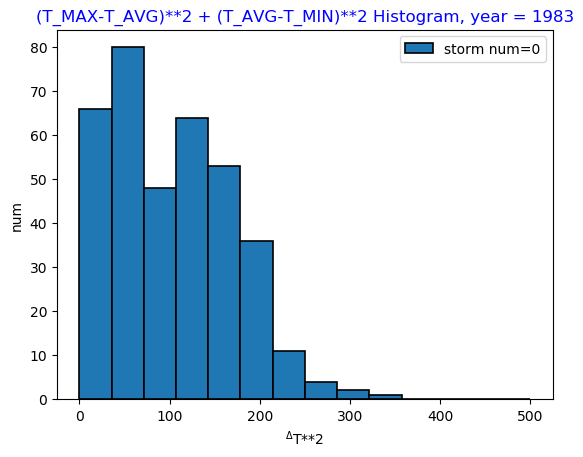 (T_MAX-T_AVG)**2 + (T_AVG-T_MIN)**2 Histogram, year = 1983
storm num=0
80
70
60
50
40
30
20
10
0
num
0 100 200 300 400 500
ΔT**2